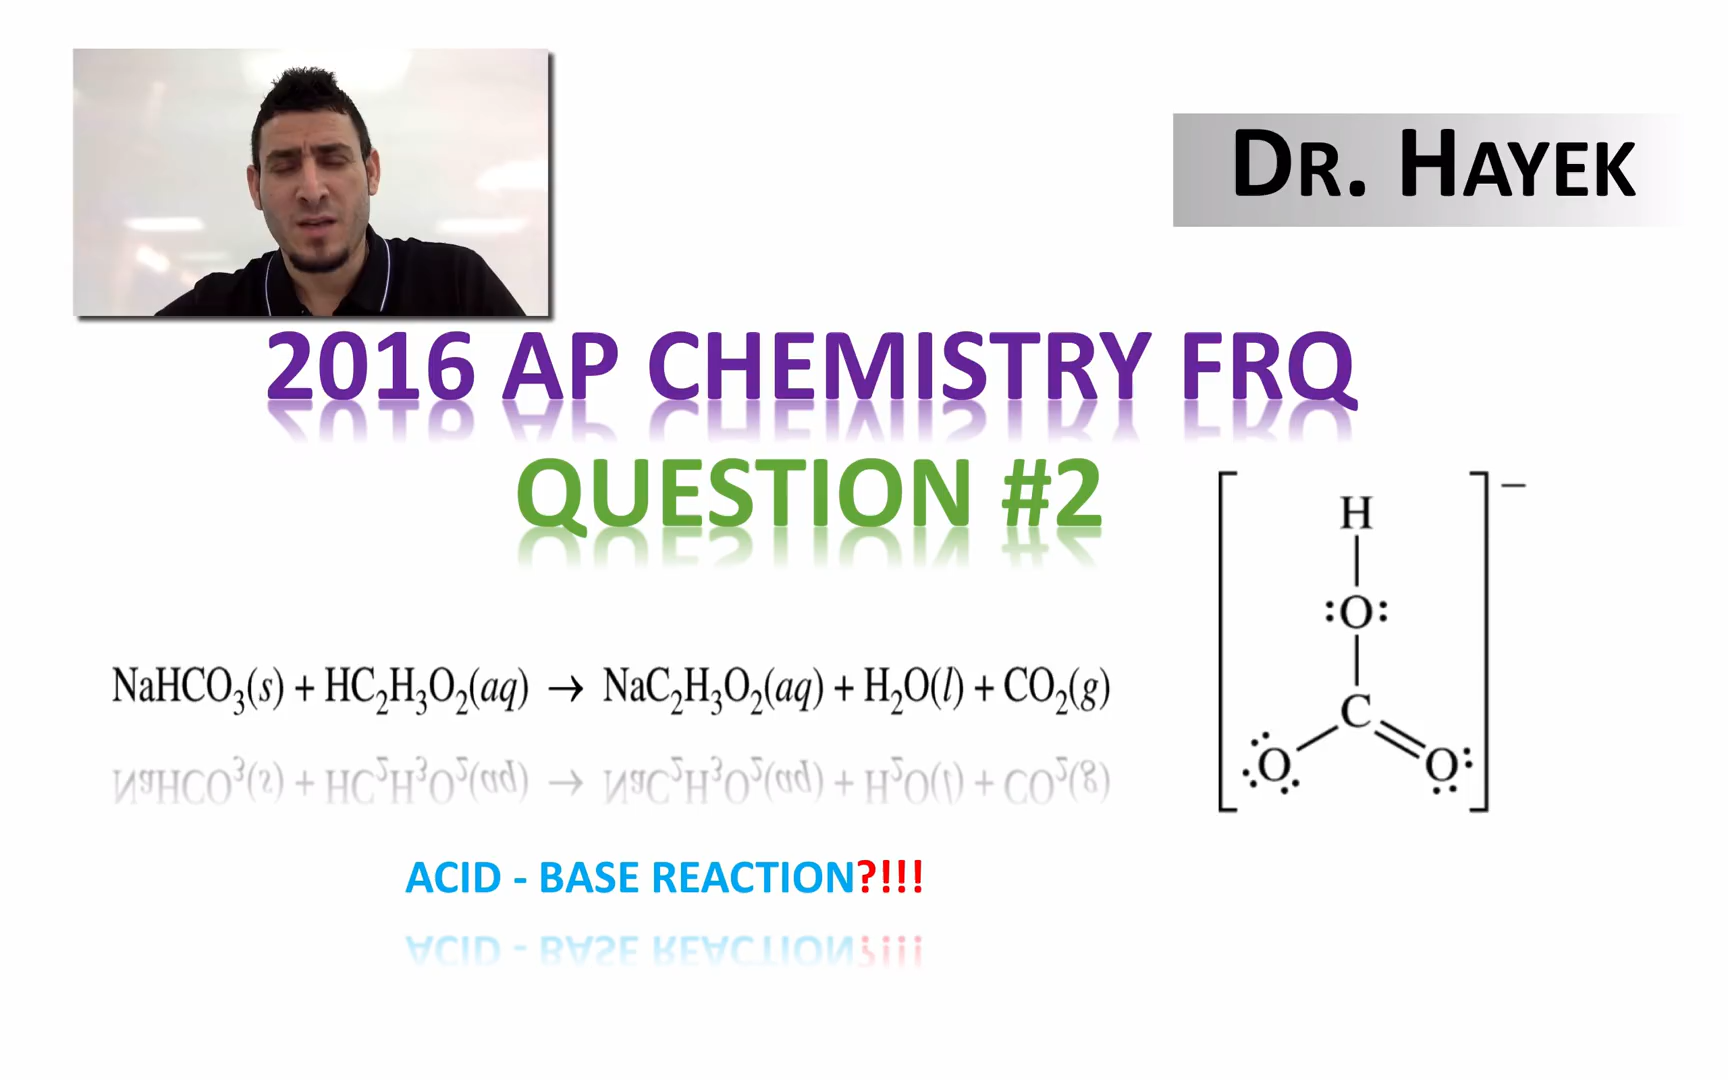 DR. HAYEK
2016 AP CHEMISTRY FRQ
QUESTION #2
NaHCO₃(s) + HC₂H₃O₂(aq) → NaC₂H₃O₂(aq) + H₂O(l) + CO₂(g)
ACID - BASE REACTION?!!!
H
:O:
C
O O
−